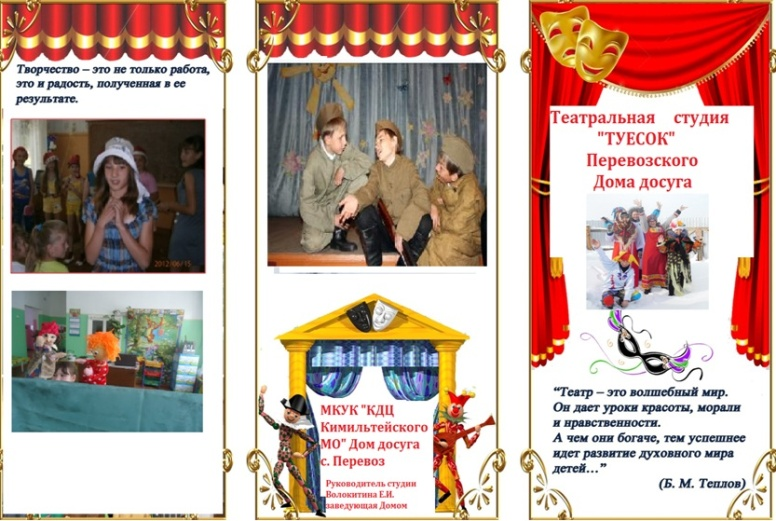 Творчество – это не только работа,
это и радость, полученная в ее
результате.
2012/06/15
МКУК "КДЦ
Кимильтейского
МО" Дом досуга
с. Перевоз
Руководитель студии
Волокитина Е.И.
заведующая Домом
Театральная студия
"ТУЕСОК"
Перевозского
Дома досуга
“Театр – это волшебный мир.
Он дает уроки красоты, морали
и нравственности.
А чем они богаче, тем успешнее
идет развитие духовного мира
детей…”
(Б. М. Теплов)